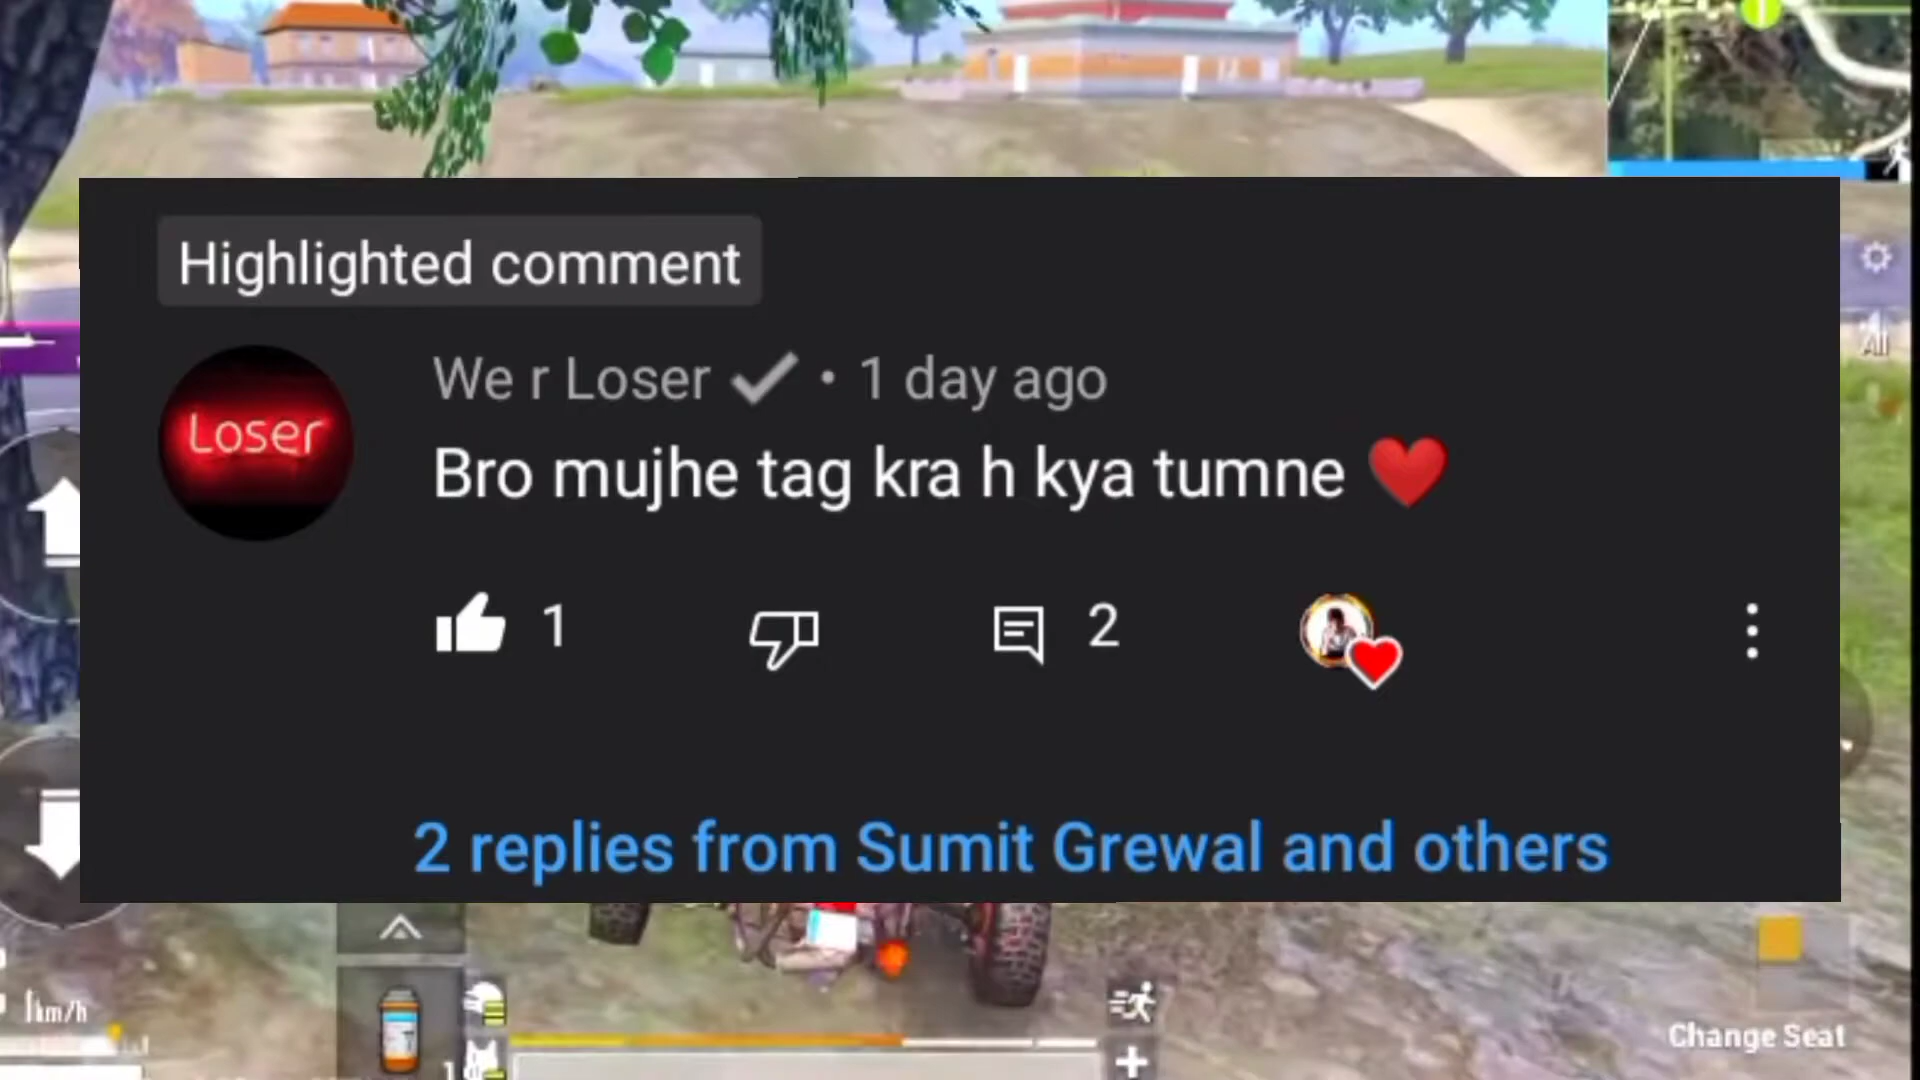 Highlighted comment
Loser
We r Loser ✔ • 1 day ago
Bro mujhe tag kra h kya tumne ❤️
1
2
2 replies from Sumit Grewal and others
km/h
Change Seat